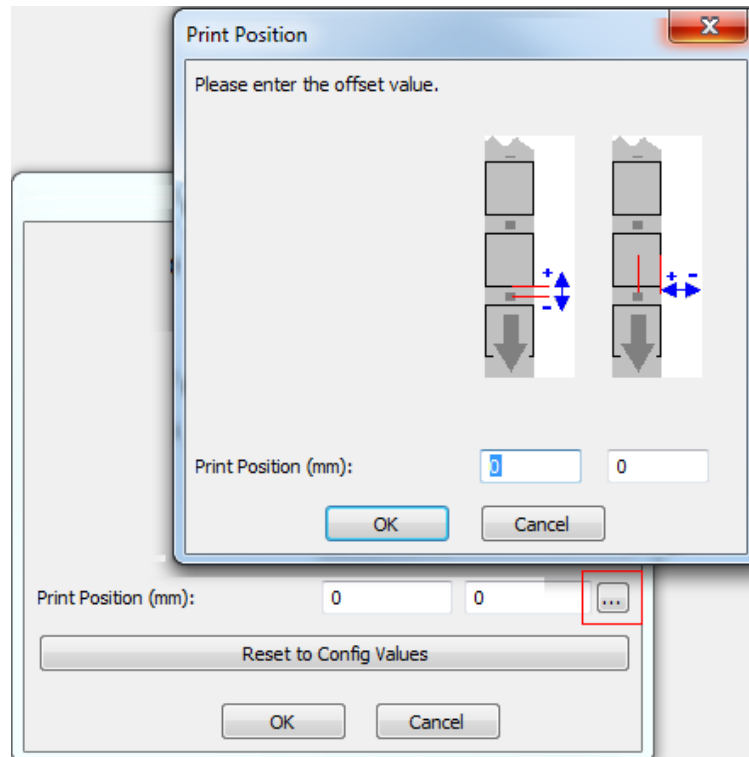 Print Position
Please enter the offset value.
+
-
+ -
Print Position (mm): 0 0
OK Cancel
Print Position (mm): 0 0 ...
Reset to Config Values
OK Cancel